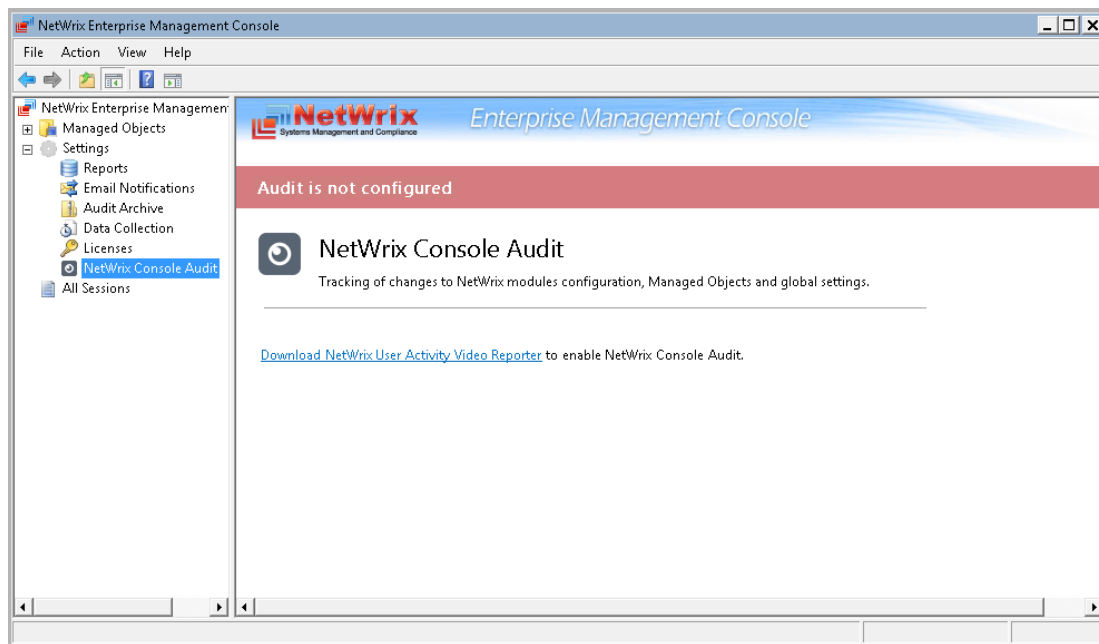 NetWrix Enterprise Management Console
File Action View Help
NetWrix Enterprise Management
Managed Objects
Settings
Reports
Email Notifications
Audit Archive
Data Collection
Licenses
NetWrix Console Audit
All Sessions
NetWrix
Systems Management and Compliance
Enterprise Management Console
Audit is not configured
NetWrix Console Audit
Tracking of changes to NetWrix modules configuration, Managed Objects and global settings.
Download NetWrix User Activity Video Reporter to enable NetWrix Console Audit.